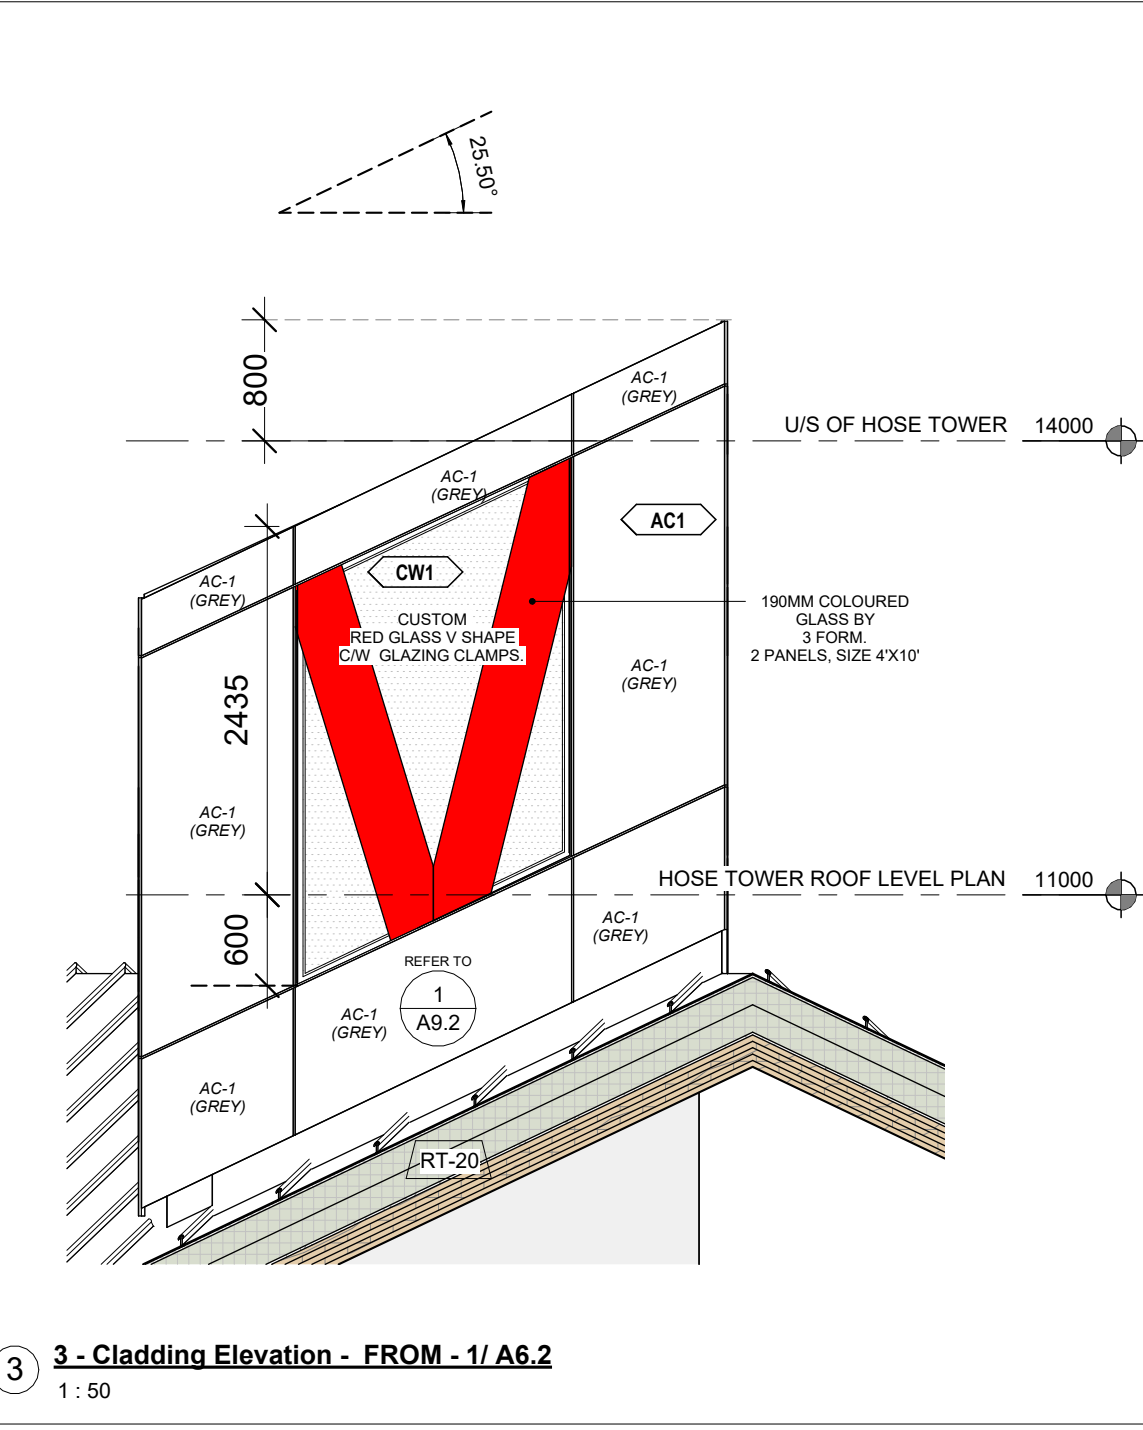 25.50°
800
AC-1
(GREY)
U/S OF HOSE TOWER 14000
AC-1
(GREY)
AC1
CW1
AC-1
(GREY)
CUSTOM
RED GLASS V SHAPE
C/W GLAZING CLAMPS.
190MM COLOURED
GLASS BY
3 FORM.
2 PANELS, SIZE 4'X10'
AC-1
(GREY)
2435
AC-1
(GREY)
HOSE TOWER ROOF LEVEL PLAN 11000
600
AC-1
(GREY)
REFER TO
1
A9.2
AC-1
(GREY)
AC-1
(GREY)
RT-20
3
3 - Cladding Elevation - FROM - 1/ A6.2
1 : 50